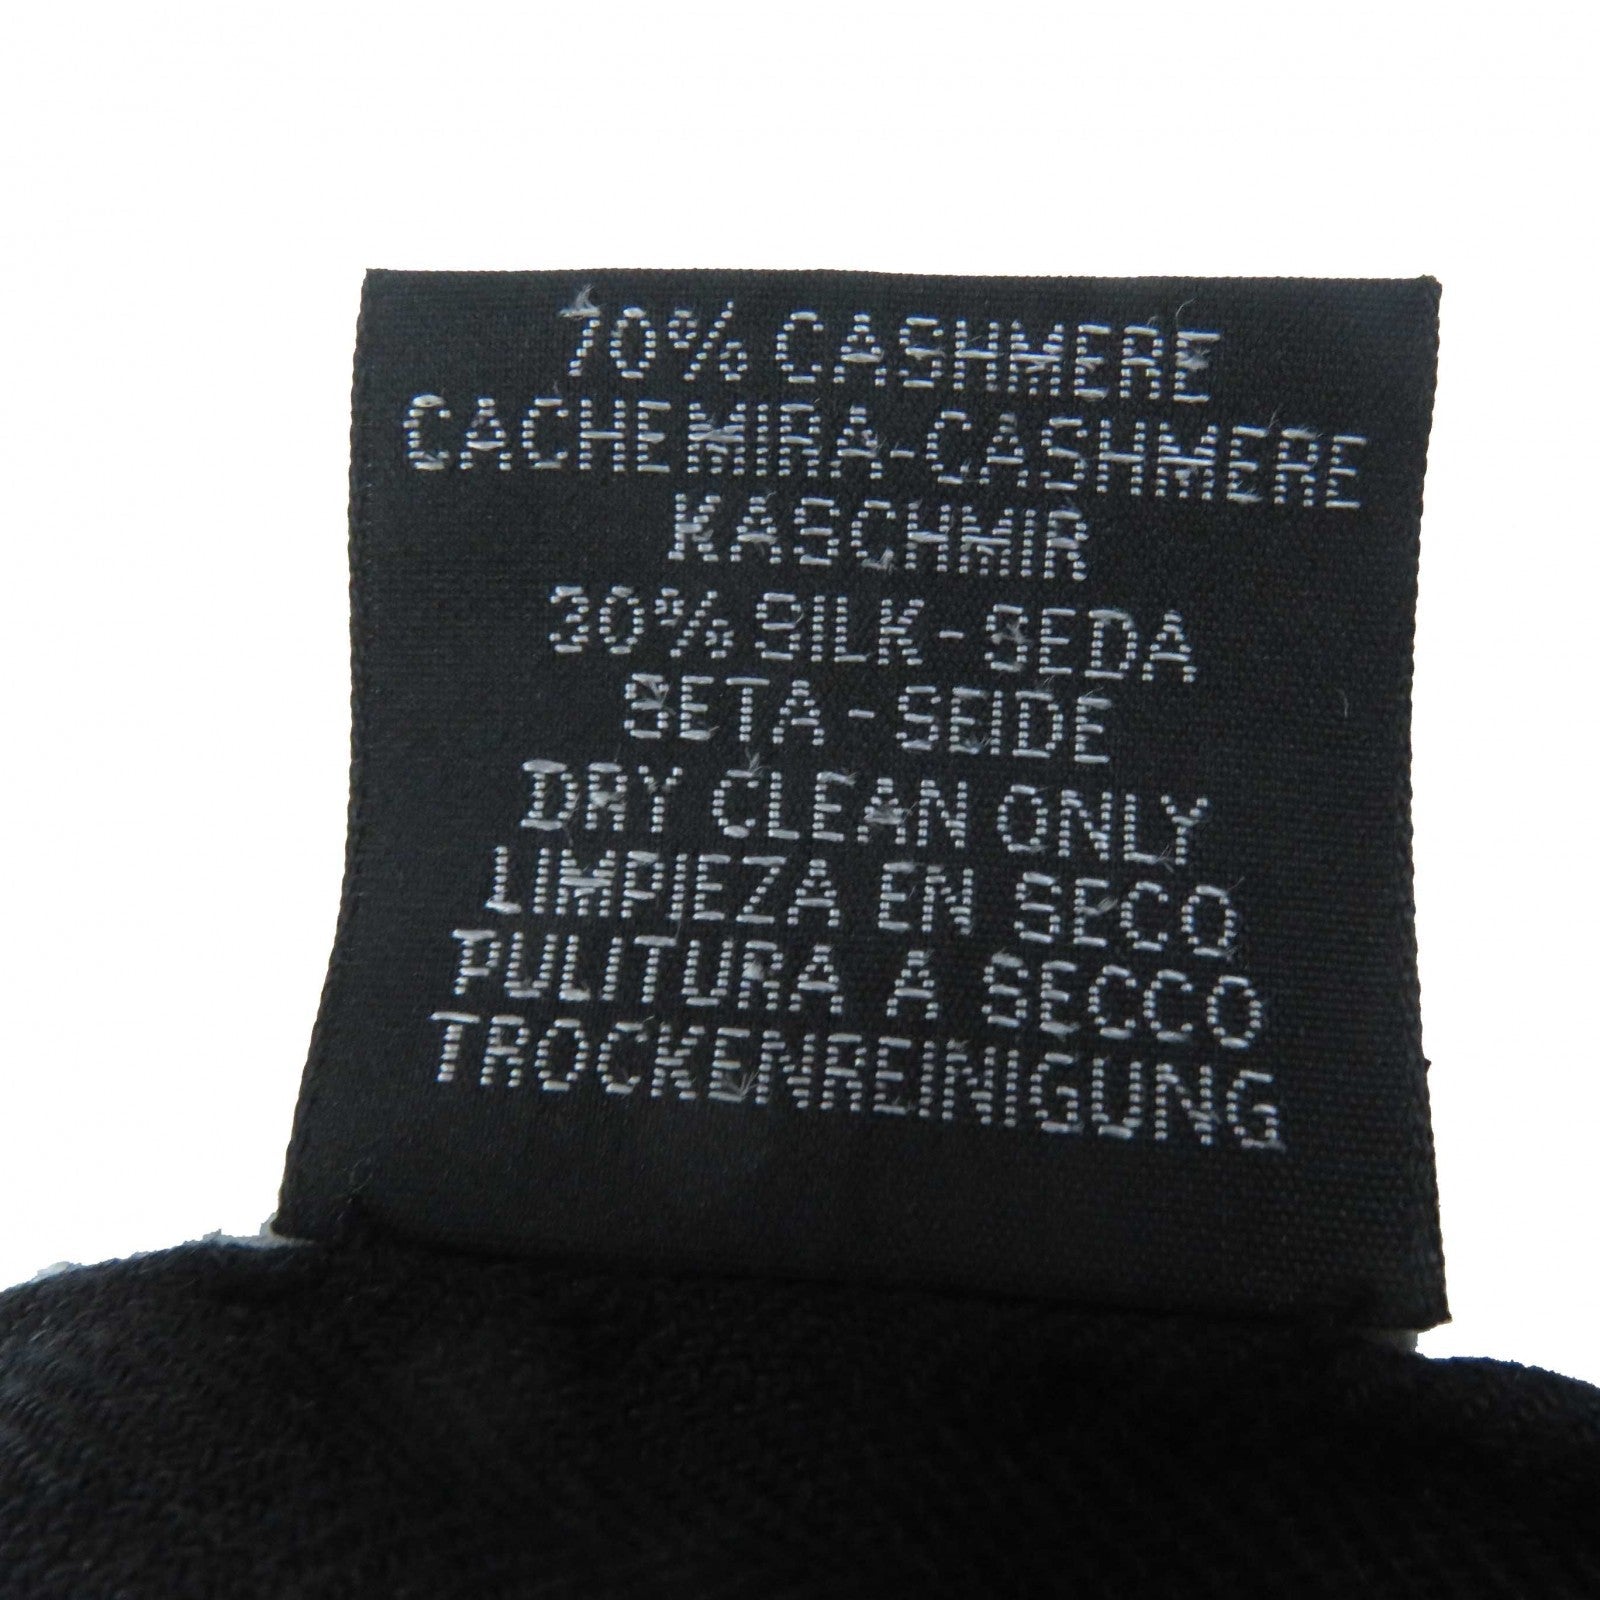 70% CASHMERE
CACHEMIRA-CASHMERE
KASCHMIR
30% SILK - SEDA
SETA - SEIDE
DRY CLEAN ONLY
LIMPIEZA EN SECO
PULITURA A SECCO
TROCKENREINIGUNG